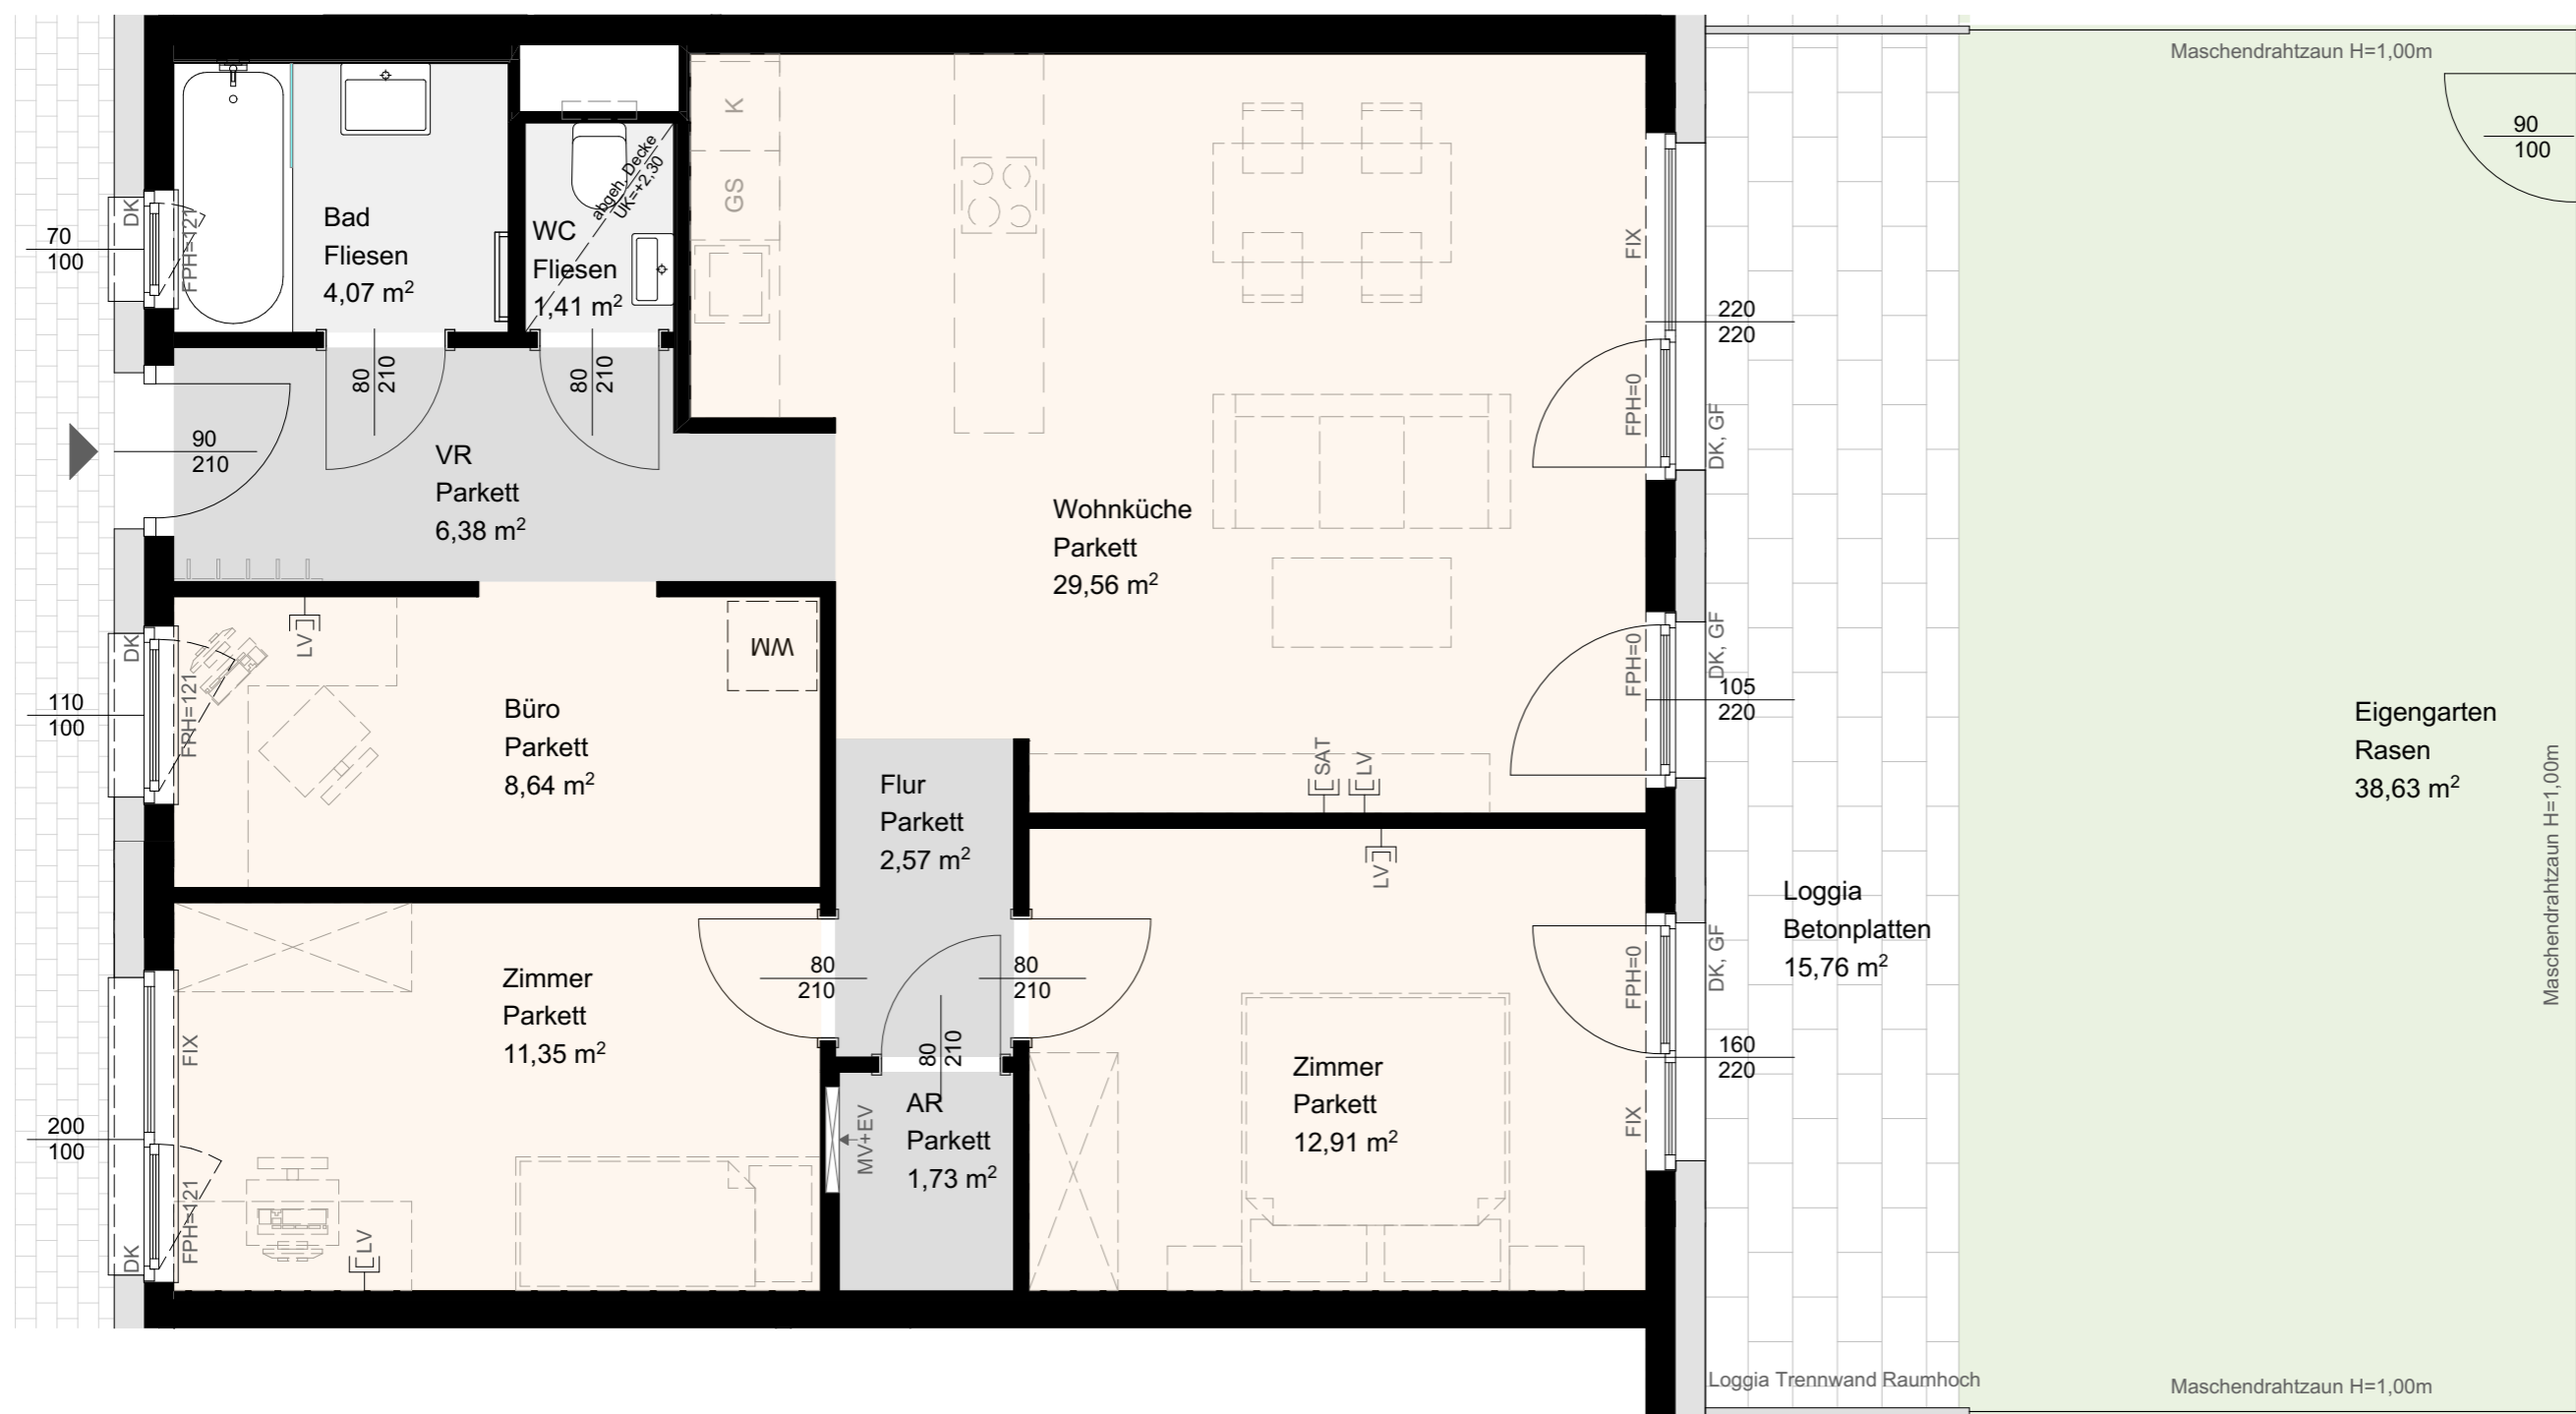 Maschendrahtzaun H=1,00m
90
100
K
GS
abgeh. Decke
UK=+2,30
DK
FPH=121
70
100
Bad
Fliesen
4,07 m²
WC
Fliesen
1,41 m²
FIX
220
220
80
210
80
210
FPH=0
DK, GF
90
210
VR
Parkett
6,38 m²
Wohnküche
Parkett
29,56 m²
DK
LV
WM
FPH=121
110
100
Büro
Parkett
8,64 m²
FPH=0
DK, GF
105
220
Eigengarten
Rasen
38,63 m²
Maschendrahtzaun H=1,00m
SAT
LV
Flur
Parkett
2,57 m²
LV
Loggia
Betonplatten
15,76 m²
Zimmer
Parkett
11,35 m²
80
210
80
210
FPH=0
DK, GF
FIX
80
210
160
220
Zimmer
Parkett
12,91 m²
FIX
AR
Parkett
1,73 m²
MV+EV
200
100
FPH=121
DK
LV
Loggia Trennwand Raumhoch
Maschendrahtzaun H=1,00m